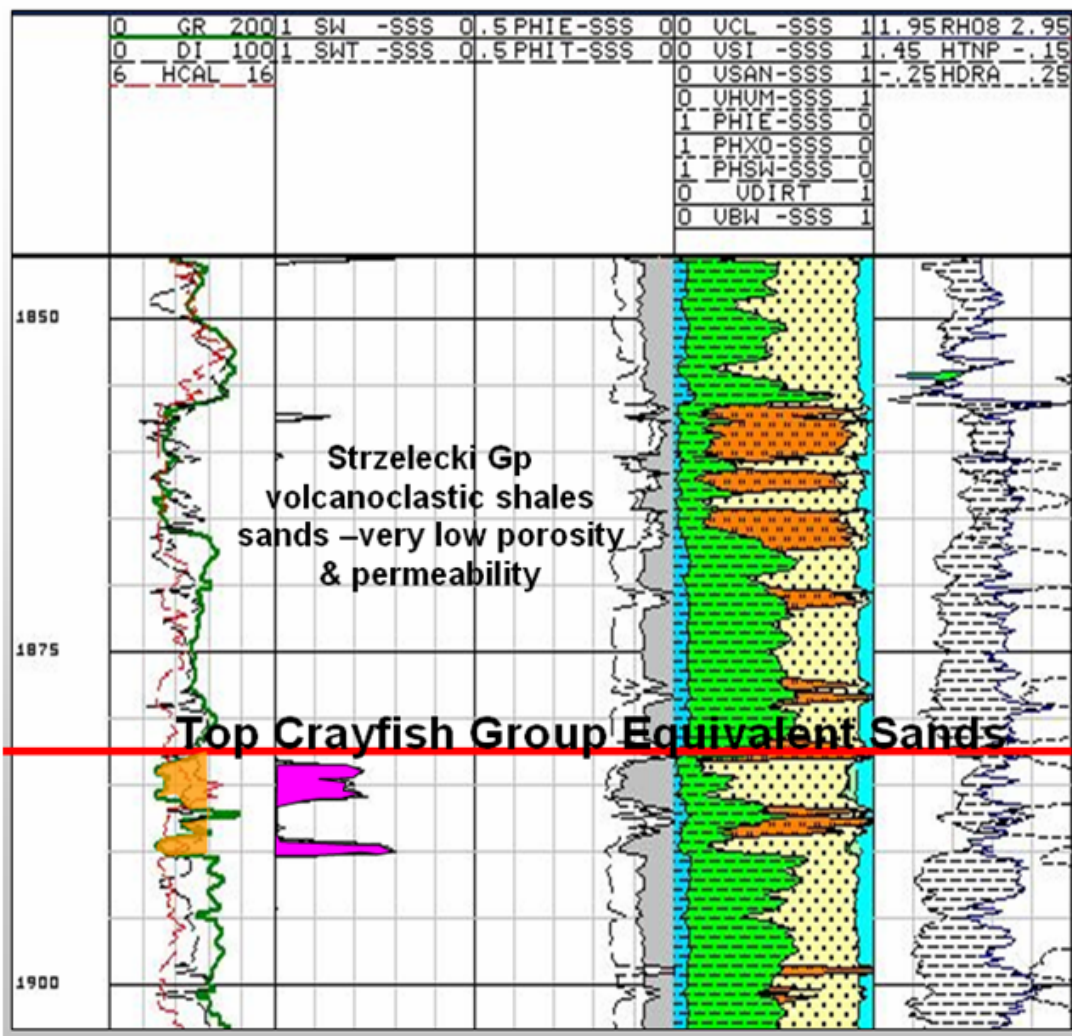 0 GR 200 1 SW -SSS 0 .5 PHIE-SSS 0 0 VCL -SSS 1 1.95 RHO8 2.95
0 DI 100 1 SWT -SSS 0 .5 PHIT-SSS 0 0 VSI -SSS 1 .45 HTNP -.15
6 HCAL 16 0 VSAN-SSS 1 -.25 HDRA .25
0 VHVM-SSS 1
1 PHIE-SSS 0
1 PHXO-SSS 0
1 PHSW-SSS 0
0 VDIRT 1
0 VBW -SSS 1
1850
Strzelecki Gp
volcanoclastic shales
sands –very low porosity
& permeability
1875
Top Crayfish Group Equivalent Sands
1900